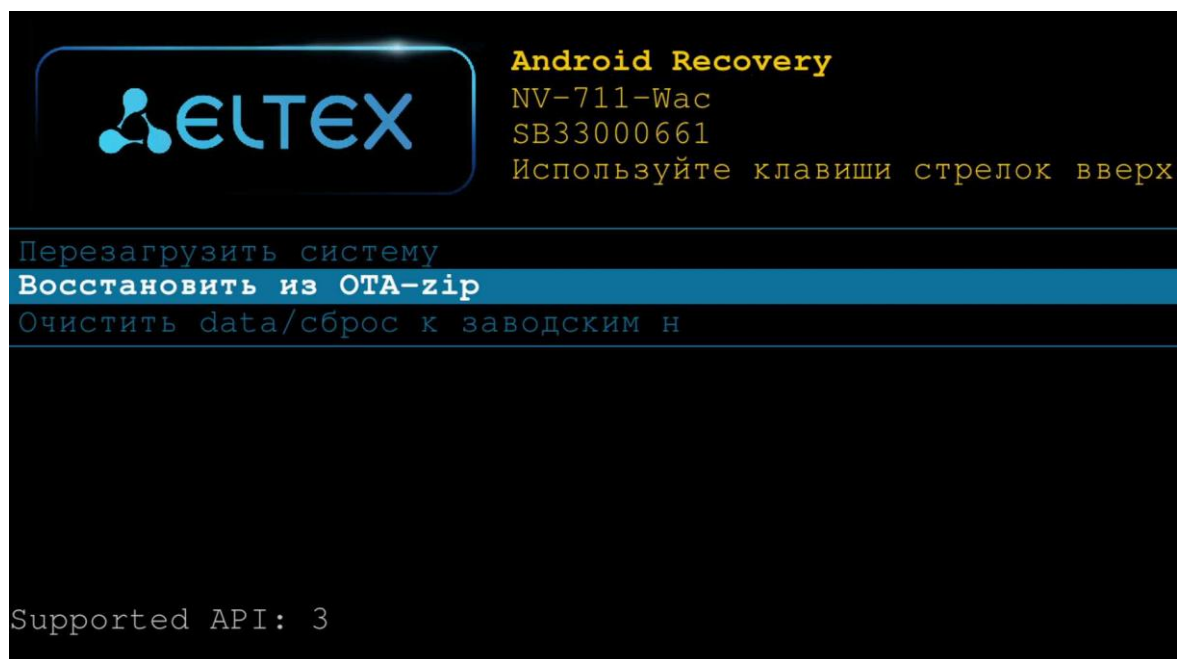 ELTEX
Android Recovery
NV-711-Wac
SB33000661
Используйте клавиши стрелок вверх
Перезагрузить систему
Восстановить из OTA-zip
Очистить data/сброс к заводским н
Supported API: 3